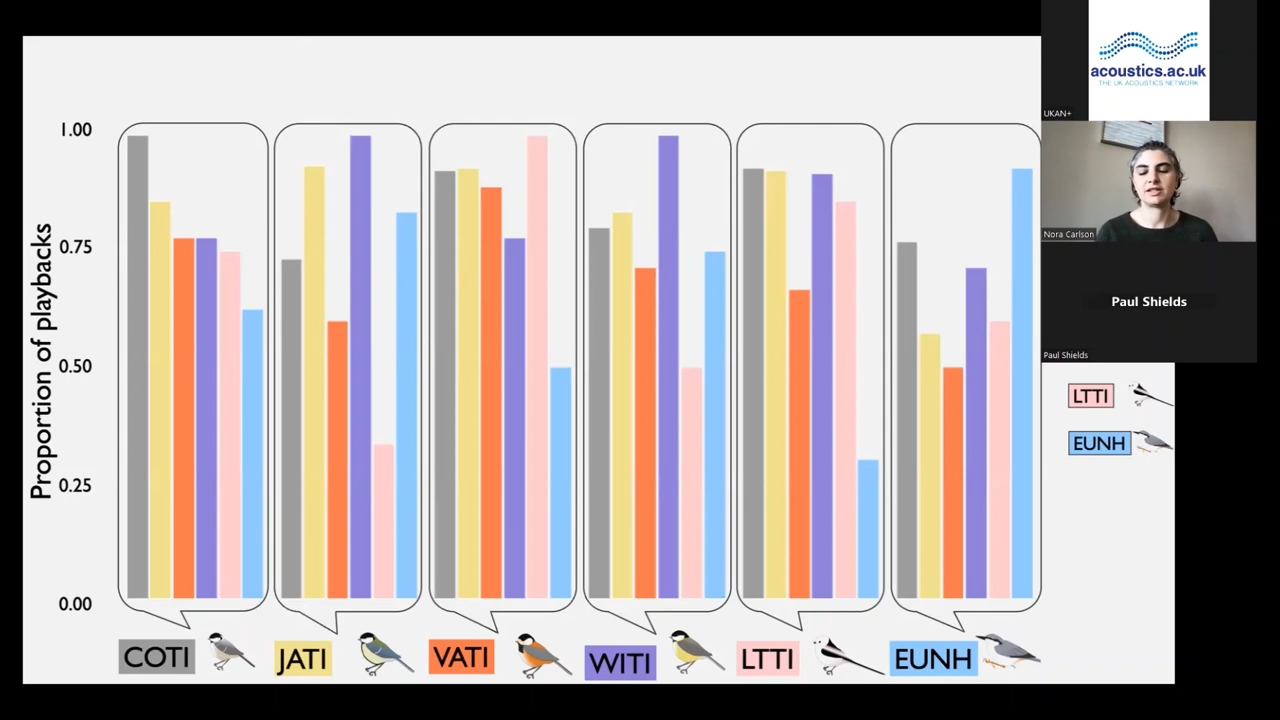 acoustics.ac.uk
THE UK ACOUSTICS NETWORK
UKAN+
Nora Carlson
Paul Shields
Paul Shields
Proportion of playbacks
1.00
0.75
0.50
0.25
0.00
COTI
JATI
VATI
WITI
LTTI
EUNH
LTTI
EUNH